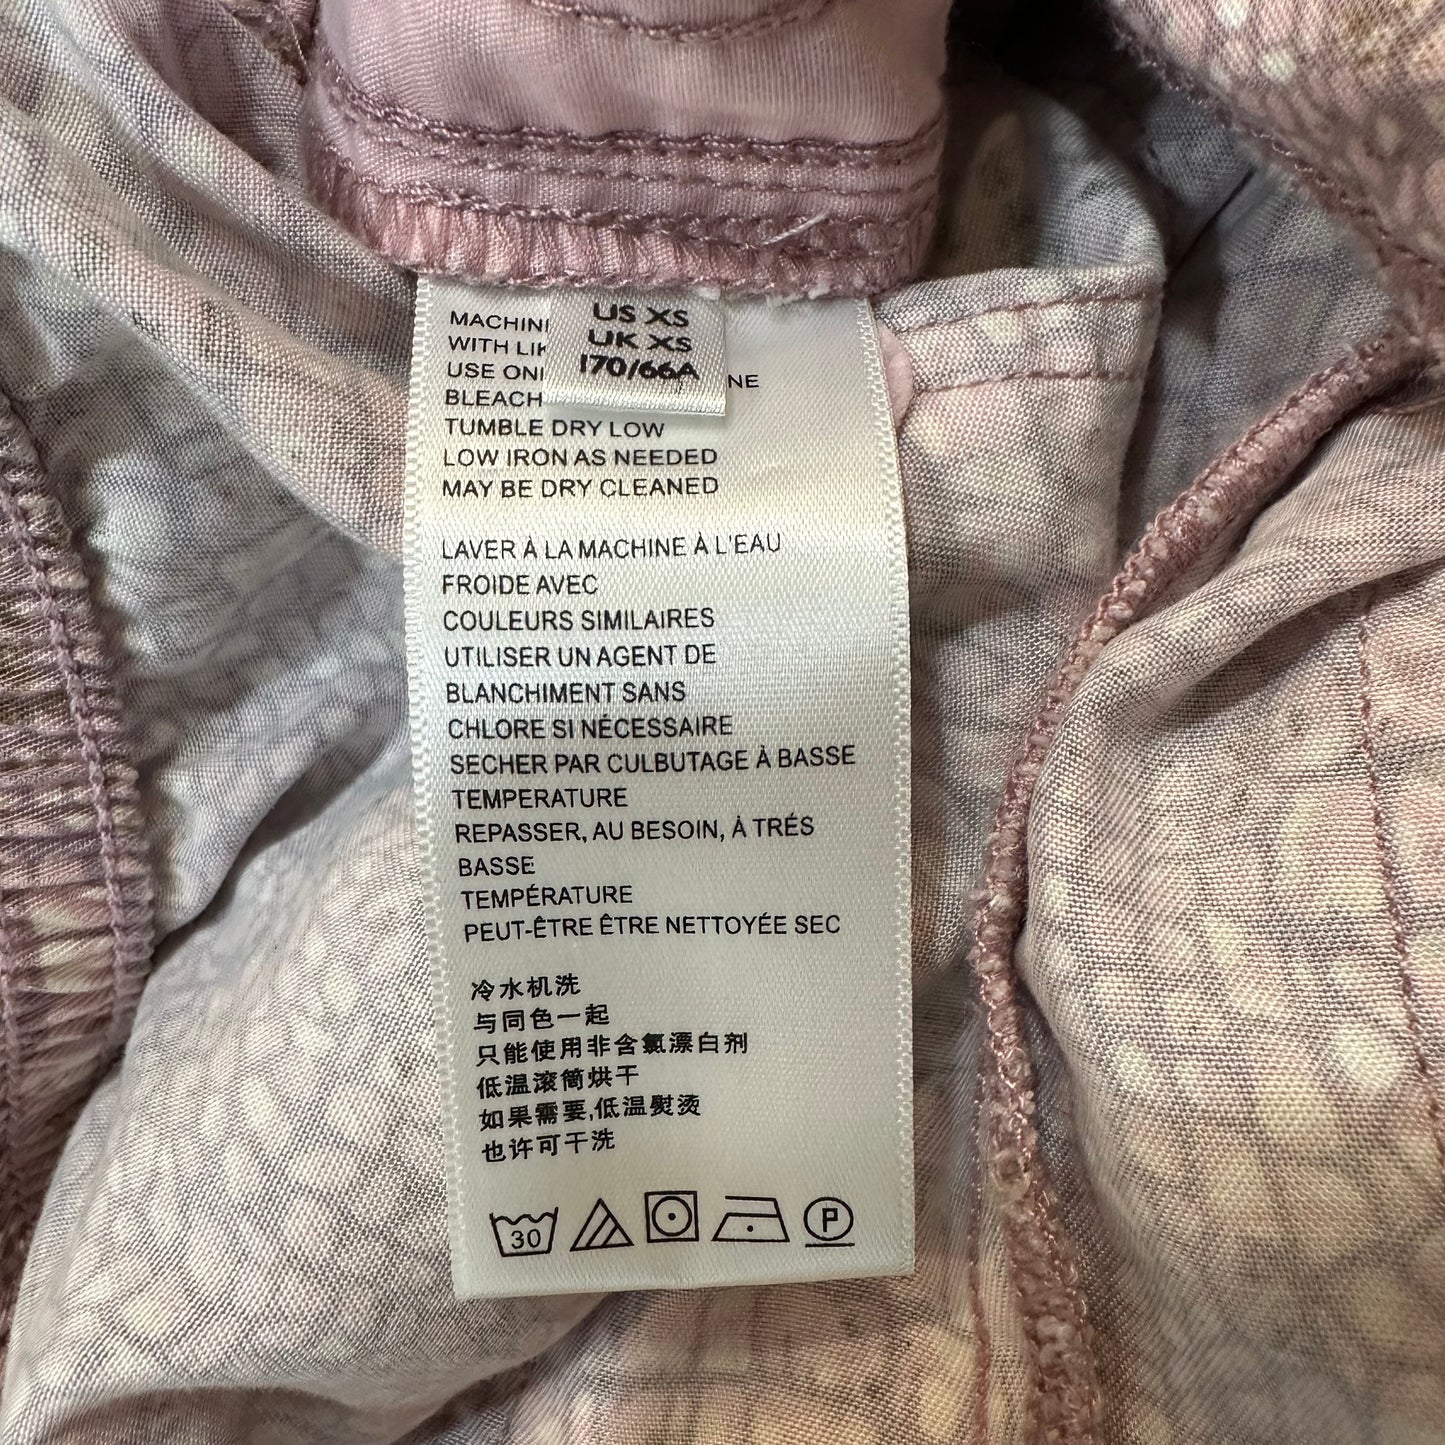 US XS
UK XS
170/66A
MACHINE
WITH
USE
NE
BLEACH
TUMBLE DRY LOW
LOW IRON AS NEEDED
MAY BE DRY CLEANED
LAVER À LA MACHINE À L'EAU
FROIDE AVEC
COULEURS SIMILAIRES
UTILISER UN AGENT DE
BLANCHIMENT SANS
CHLORE SI NÉCESSAIRE
SECHER PAR CULBUTAGE À BASSE
TEMPERATURE
REPASSER, AU BESOIN, À TRÉS
BASSE
TEMPÉRATURE
PEUT-ÊTRE ÊTRE NETTOYÉE SEC
冷水机洗
与同色一起
只能使用非含氯漂白剂
低温滚筒烘干
如果需要,低温熨烫
也许可干洗
30 P